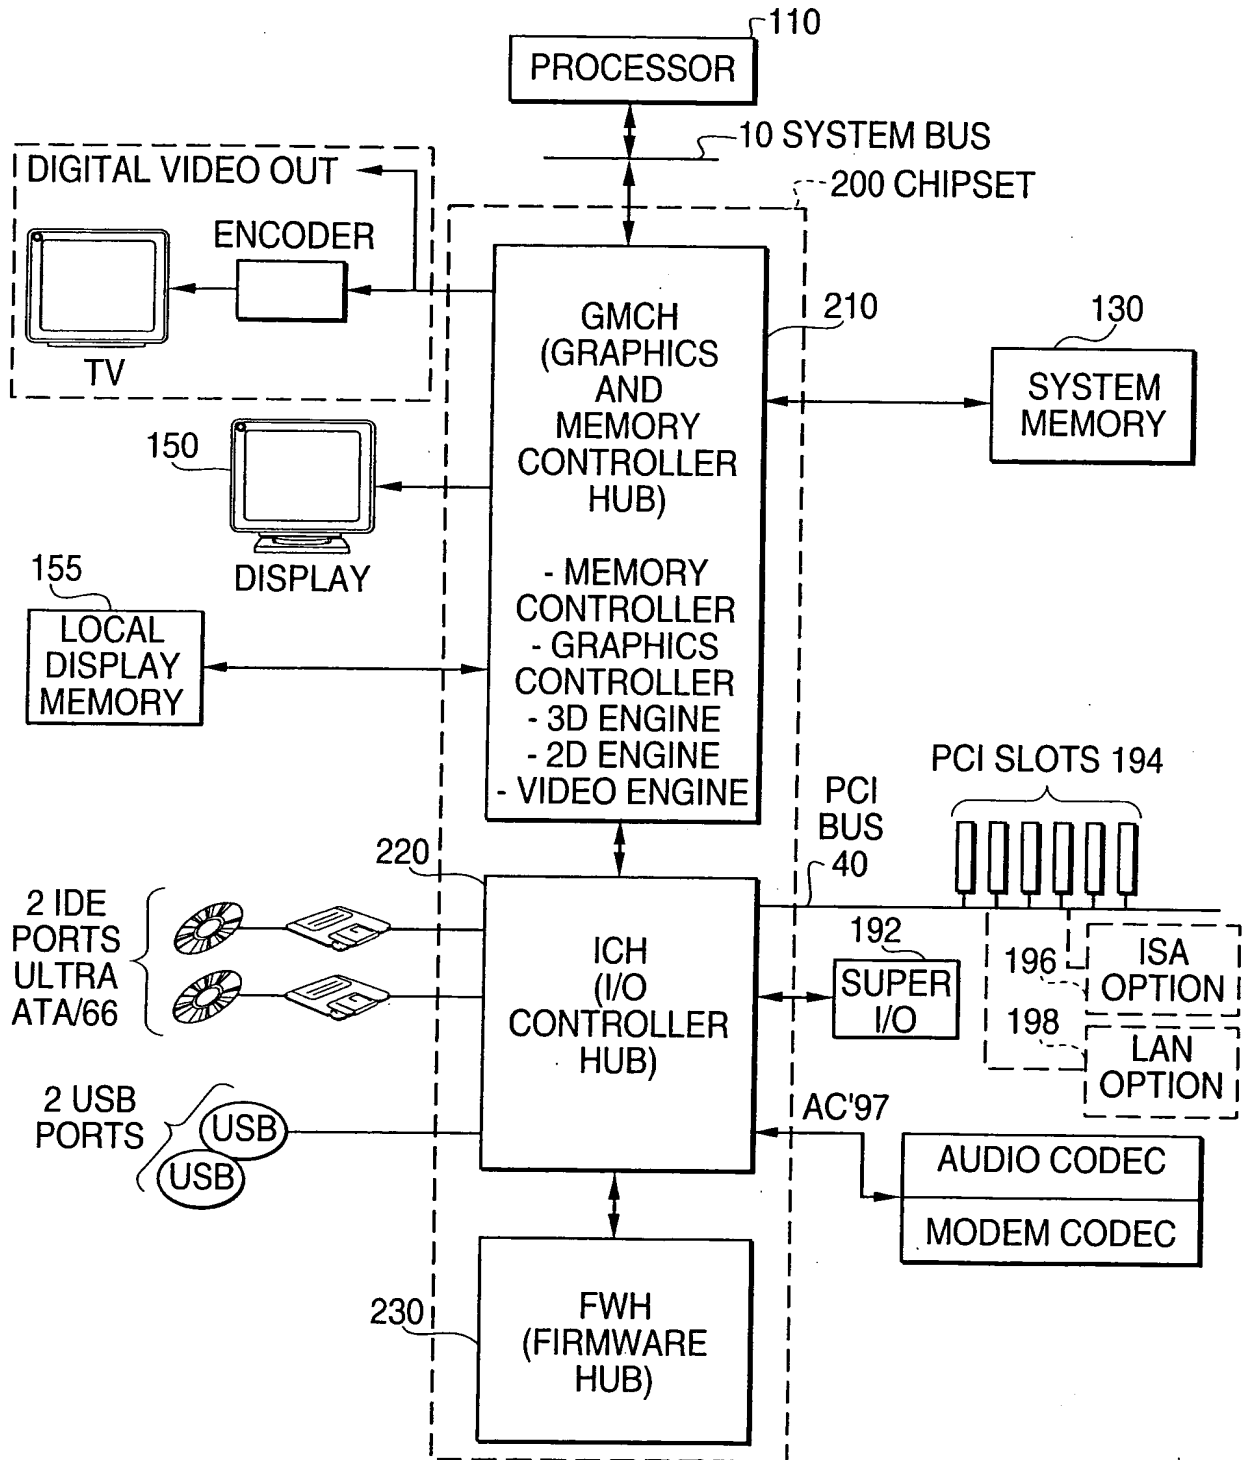 110
PROCESSOR
10 SYSTEM BUS
200 CHIPSET
DIGITAL VIDEO OUT
ENCODER
TV
GMCH
(GRAPHICS
AND
MEMORY
CONTROLLER
HUB)
210
130
SYSTEM
MEMORY
150
DISPLAY
- MEMORY
CONTROLLER
- GRAPHICS
CONTROLLER
- 3D ENGINE
- 2D ENGINE
- VIDEO ENGINE
155
LOCAL
DISPLAY
MEMORY
PCI SLOTS 194
PCI
BUS
40
220
2 IDE
PORTS
ULTRA
ATA/66
ICH
(I/O
CONTROLLER
HUB)
192
SUPER
I/O
196
ISA
OPTION
198
LAN
OPTION
2 USB
PORTS
USB
USB
AC'97
AUDIO CODEC
MODEM CODEC
230
FWH
(FIRMWARE
HUB)